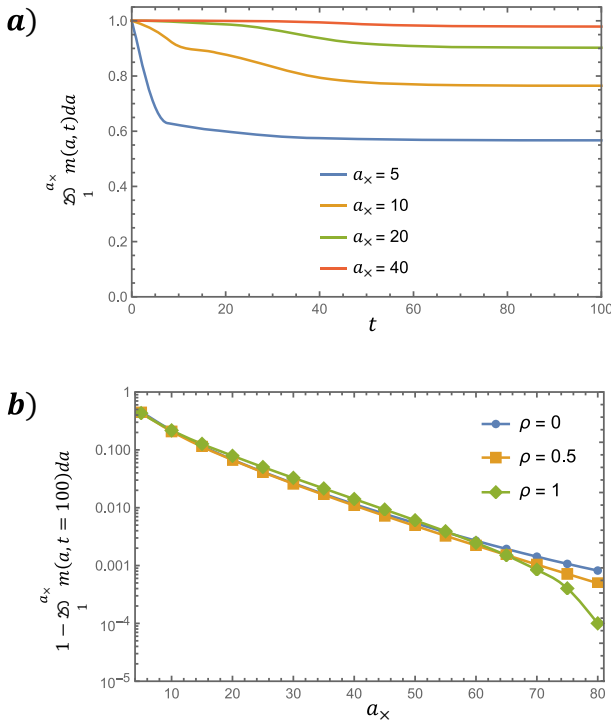 a)
1.0
0.8
0.6
0.4
0.2
0.0
a× m(a, t)da
1
a× = 5
a× = 10
a× = 20
a× = 40
0 20 40 60 80 100
t
b)
1
0.100
0.010
0.001
10⁻⁴
10⁻⁵
1 − a× m(a, t = 100)da
1
ρ = 0
ρ = 0.5
ρ = 1
10 20 30 40 50 60 70 80
a×